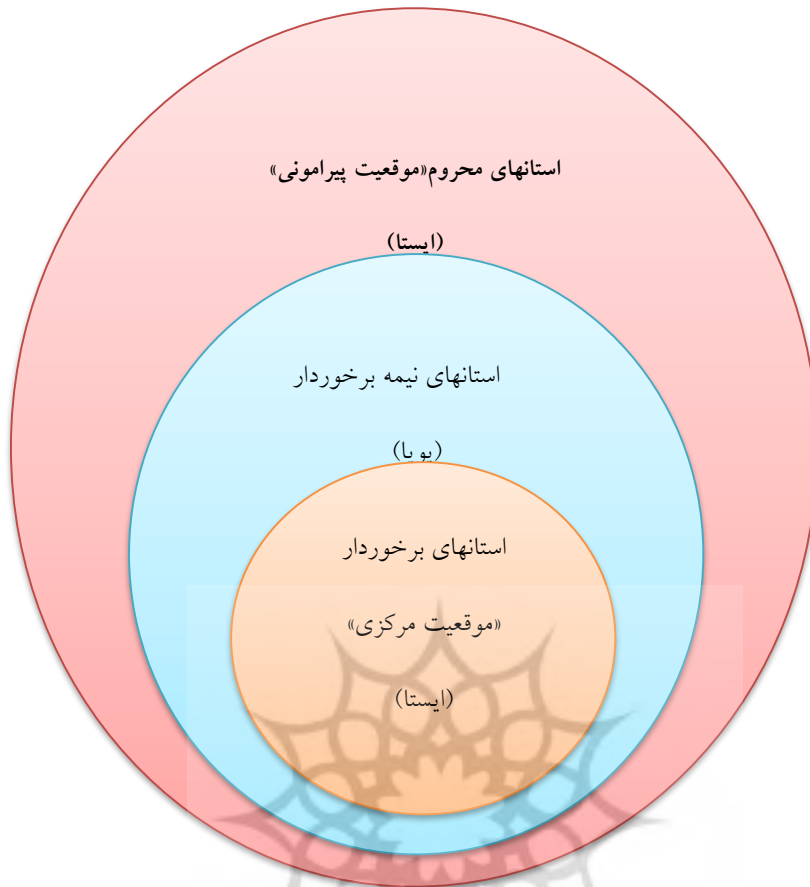 استانهای محروم«موقعیت پیرامونی»
(ایستا)
استانهای نیمه برخوردار
(پویا)
استانهای برخوردار
«موقعیت مرکزی»
(ایستا)